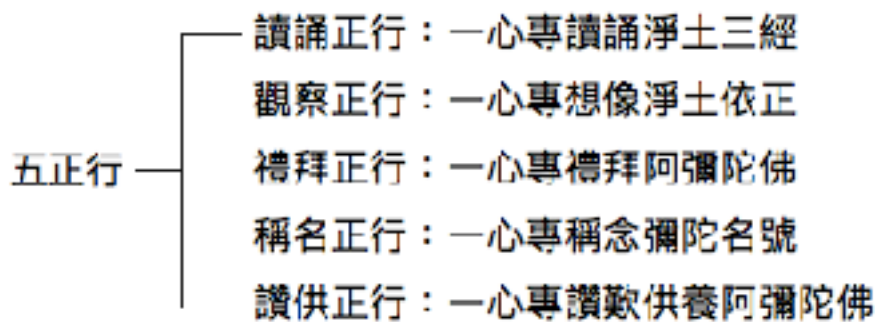 讀誦正行：一心專讀誦淨土三經
觀察正行：一心專想像淨土依正
五正行
禮拜正行：一心專禮拜阿彌陀佛
稱名正行：一心專稱念彌陀名號
讚供正行：一心專讚歎供養阿彌陀佛